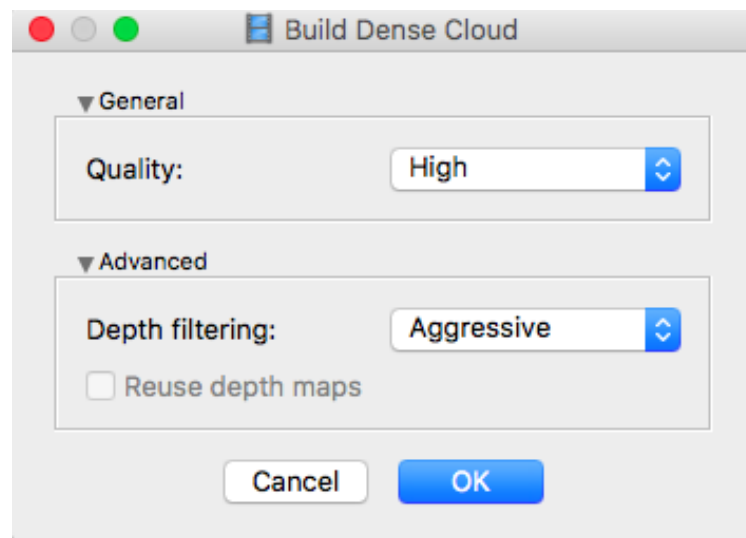 Build Dense Cloud
General
Quality: High
Advanced
Depth filtering: Aggressive
Reuse depth maps
Cancel OK